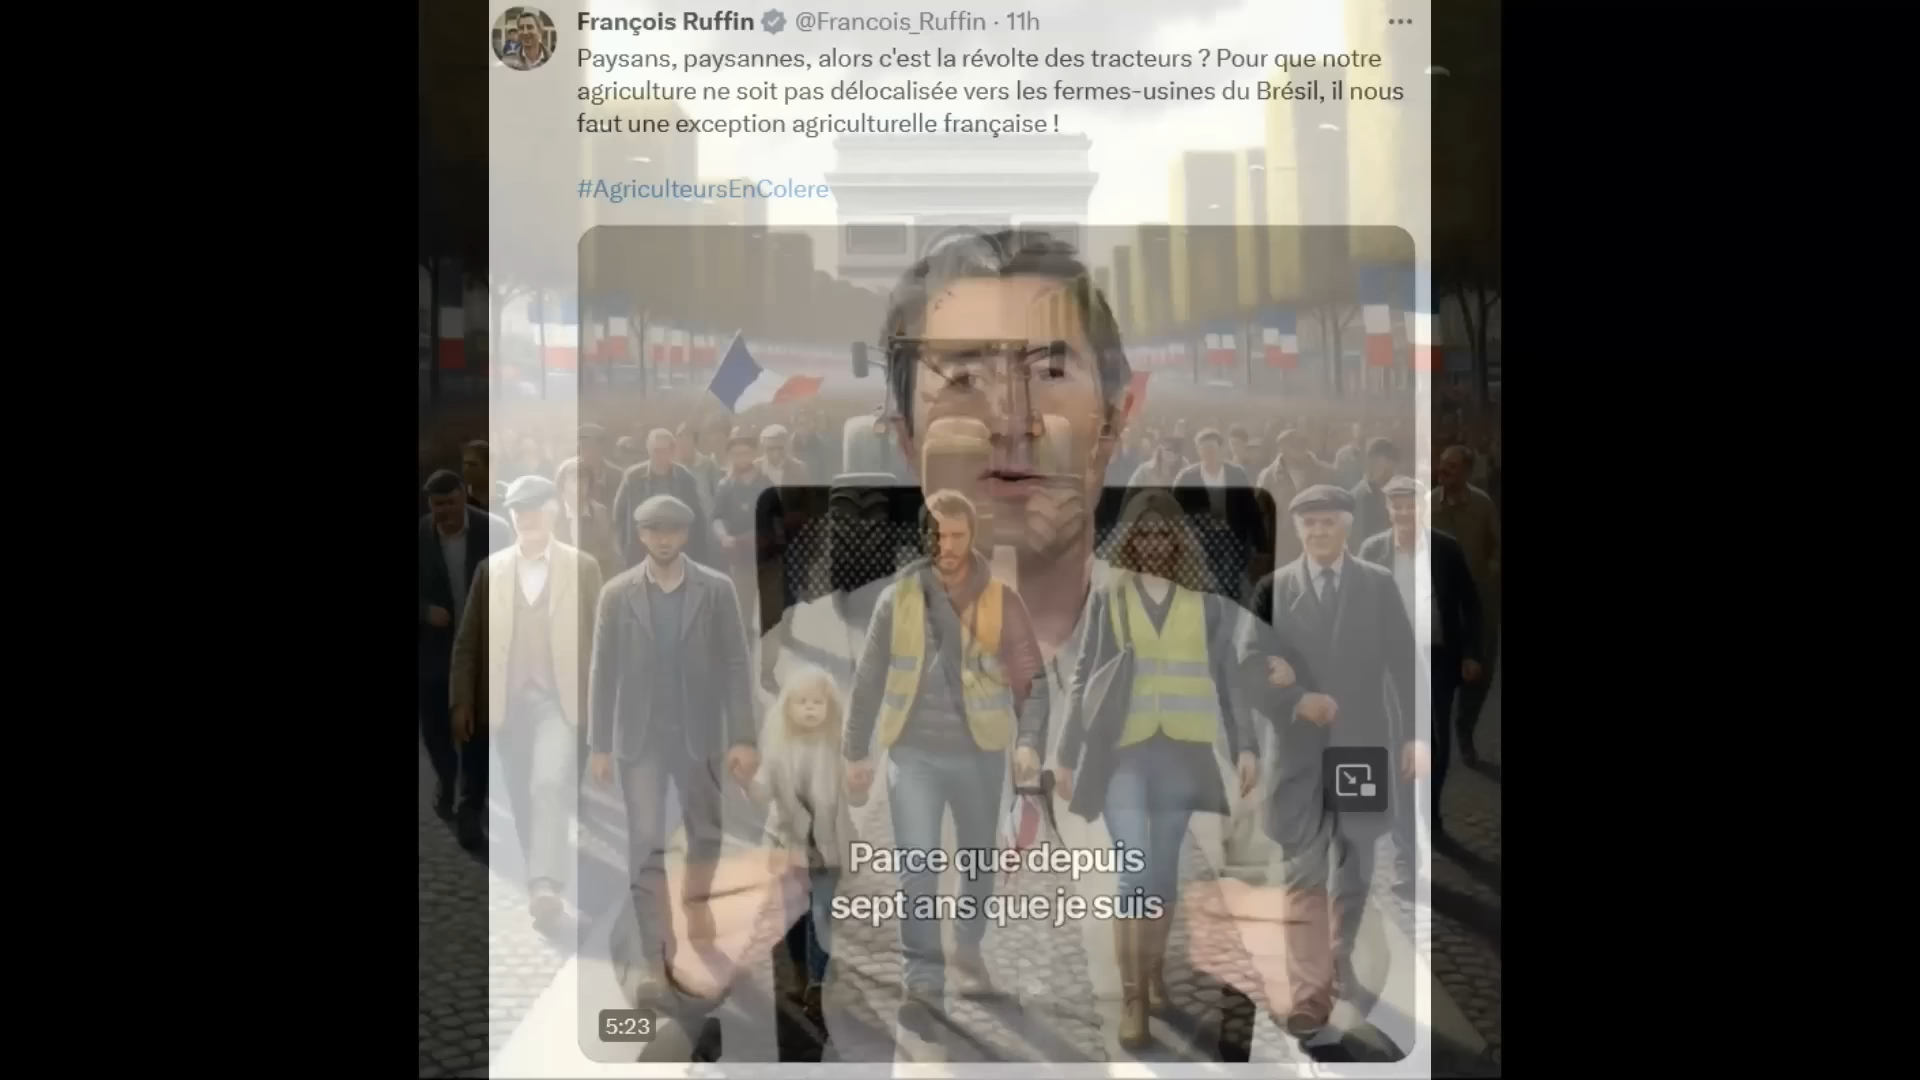 François Ruffin @Francois_Ruffin · 11h
Paysans, paysannes, alors c'est la révolte des tracteurs ? Pour que notre
agriculture ne soit pas délocalisée vers les fermes-usines du Brésil, il nous
faut une exception agriculturelle française !
#AgriculteursEnColere
Parce que depuis
sept ans que je suis
5:23